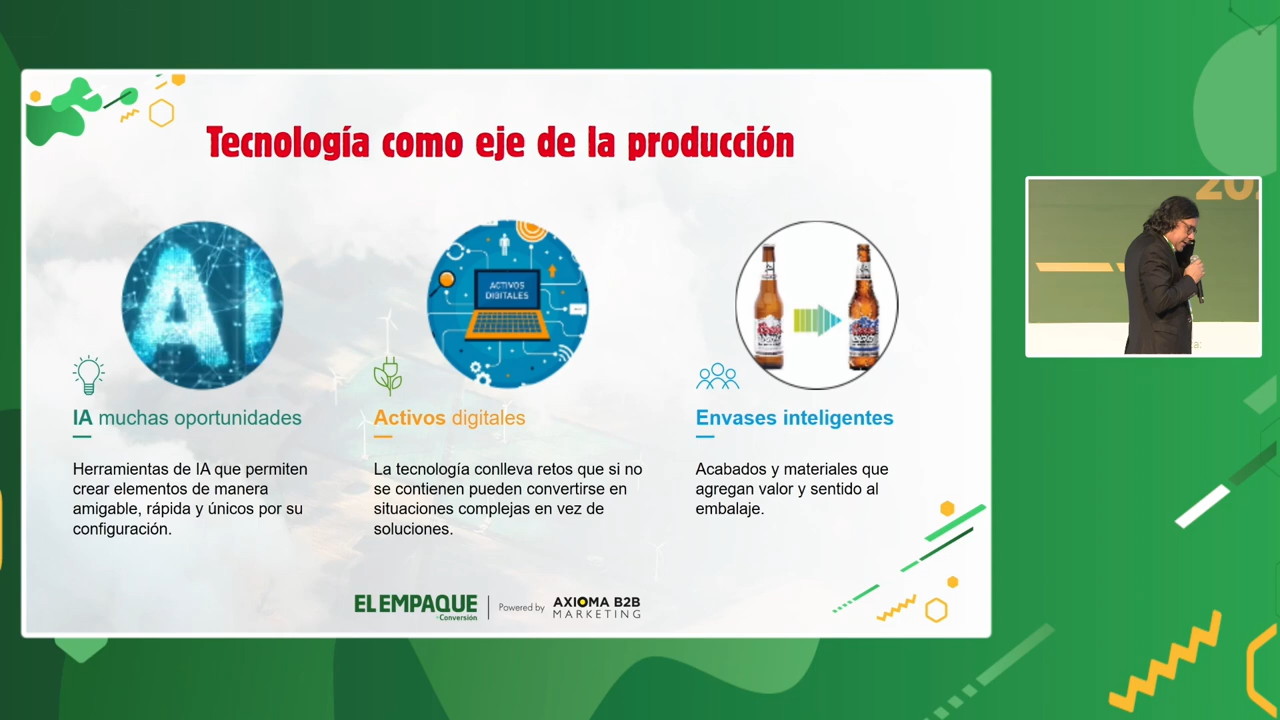 Tecnología como eje de la producción
AI
ACTIVOS
DIGITALES
IA muchas oportunidades
Activos digitales
Envases inteligentes
Herramientas de IA que permiten
crear elementos de manera
amigable, rápida y únicos por su
configuración.
La tecnología conlleva retos que si no
se contienen pueden convertirse en
situaciones complejas en vez de
soluciones.
Acabados y materiales que
agregan valor y sentido al
embalaje.
EL EMPAQUE
+Conversión
Powered by
AXIOMA B2B
MARKETING